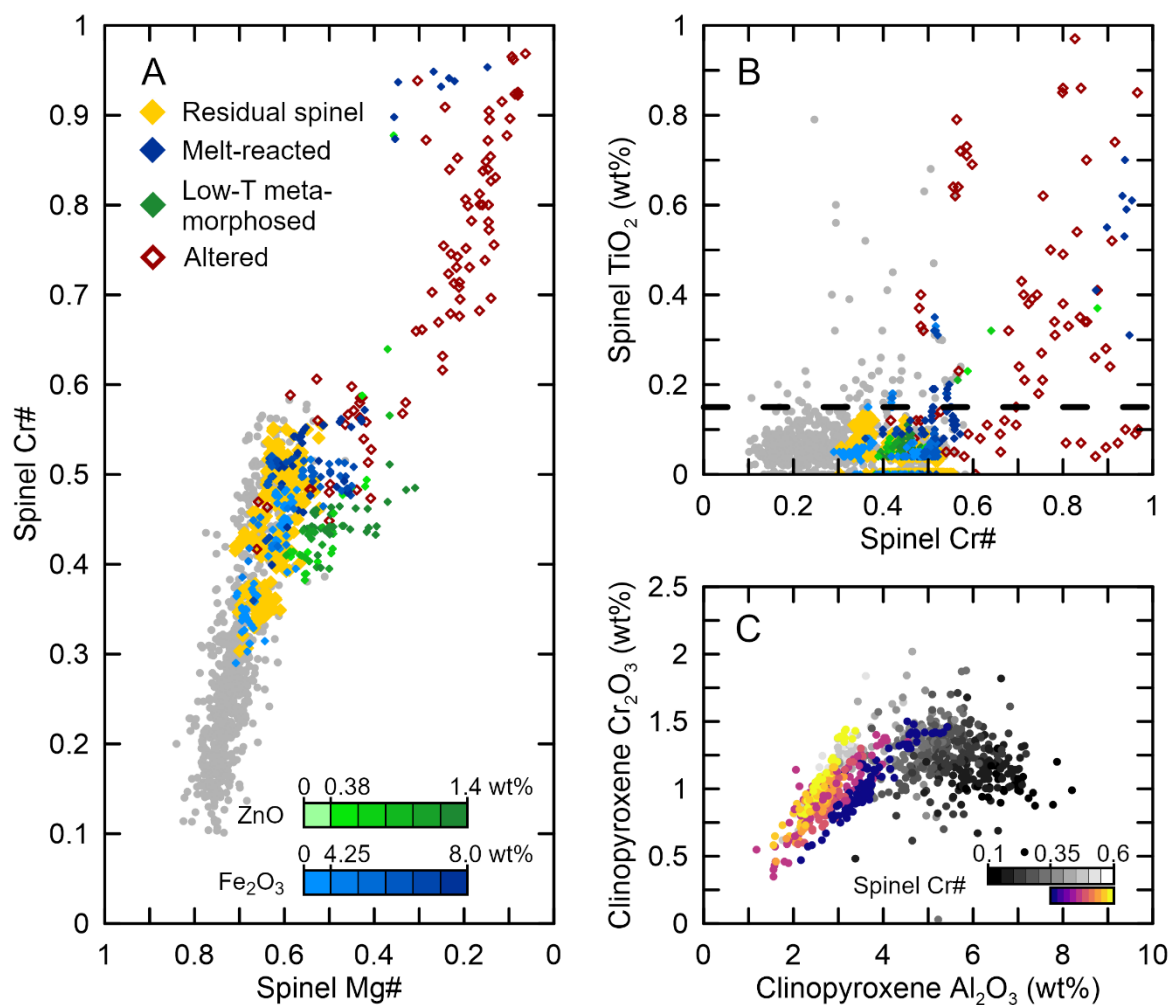 A
Residual spinel
Melt-reacted
Low-T meta-
morphosed
Altered
Spinel Cr#
1
0.9
0.8
0.7
0.6
0.5
0.4
0.3
0.2
0.1
0
0 0.38 1.4 wt%
ZnO
0 4.25 8.0 wt%
Fe₂O₃
1 0.8 0.6 0.4 0.2 0
Spinel Mg#
B
Spinel TiO₂ (wt%)
1
0.8
0.6
0.4
0.2
0
0 0.2 0.4 0.6 0.8 1
Spinel Cr#
C
Clinopyroxene Cr₂O₃ (wt%)
2.5
2
1.5
1
0.5
0
0.1 0.35 0.6
Spinel Cr#
0 2 4 6 8 10
Clinopyroxene Al₂O₃ (wt%)